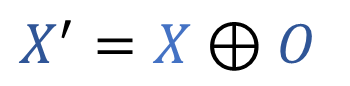 X′ = X ⊕ O